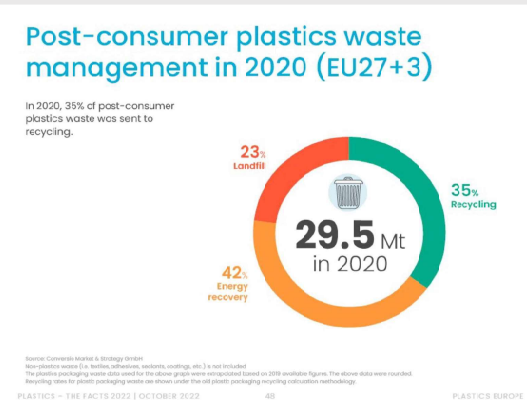 Post-consumer plastics waste
management in 2020 (EU27+3)
In 2020, 35% of post-consumer
plastics waste was sent to
recycling.
23%
Landfill
35%
Recycling
29.5 Mt
in 2020
42%
Energy
recovery
Source: Conversio Market & Strategy GmbH
Non-plastics waste (i.e. textiles, adhesives, sealants, coatings, etc.) is not included
The plastics packaging waste data used for the above graph were extrapolated based on 2019 available figures. The above data were rounded.
Recycling rates for plastic packaging waste are shown under the old plastic packaging recycling calculation methodology.
PLASTICS – THE FACTS 2022 | OCTOBER 2022
48
PLASTICS EUROPE